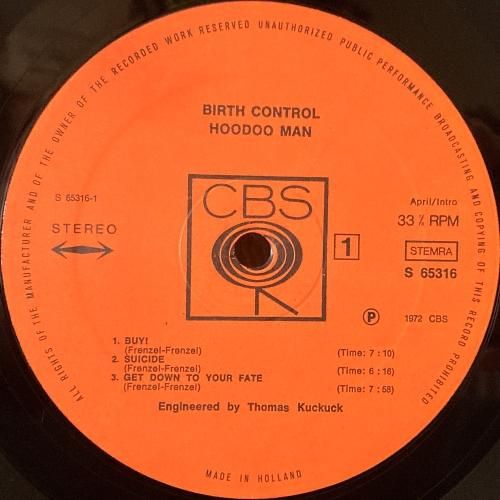 ALL RIGHTS OF THE MANUFACTURER AND OF THE OWNER OF THE RECORDED WORK RESERVED UNAUTHORIZED PUBLIC PERFORMANCE BROADCASTING AND COPYING OF THIS RECORD PROHIBITED
BIRTH CONTROL
HOODOO MAN
CBS
S 65316-1
STEREO
April/Intro
33 ⅓ RPM
1
STEMRA
S 65316
Ⓟ 1972 CBS
1. BUY!
(Frenzel-Frenzel) (Time: 7:10)
2. SUICIDE
(Frenzel-Frenzel) (Time: 6:16)
3. GET DOWN TO YOUR FATE
(Frenzel-Frenzel) (Time: 7:58)
Engineered by Thomas Kuckuck
MADE IN HOLLAND